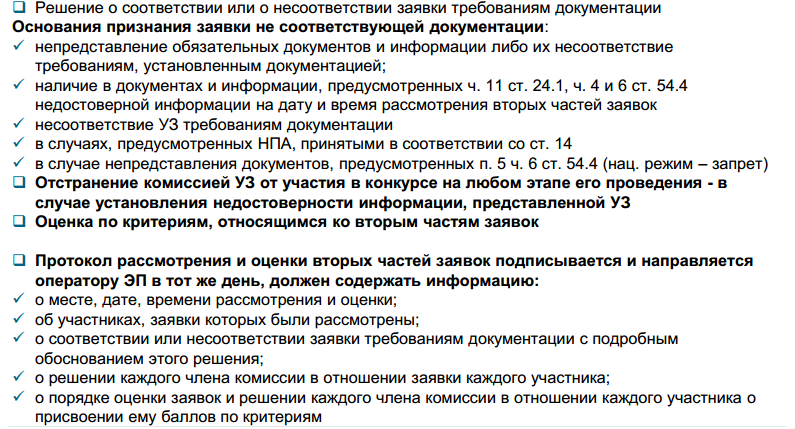 Решение о соответствии или о несоответствии заявки требованиям документации
Основания признания заявки не соответствующей документации:
непредставление обязательных документов и информации либо их несоответствие
требованиям, установленным документацией;
наличие в документах и информации, предусмотренных ч. 11 ст. 24.1, ч. 4 и 6 ст. 54.4
недостоверной информации на дату и время рассмотрения вторых частей заявок
несоответствие УЗ требованиям документации
в случаях, предусмотренных НПА, принятыми в соответствии со ст. 14
в случае непредставления документов, предусмотренных п. 5 ч. 6 ст. 54.4 (нац. режим – запрет)
Отстранение комиссией УЗ от участия в конкурсе на любом этапе его проведения - в
случае установления недостоверности информации, представленной УЗ
Оценка по критериям, относящимся ко вторым частям заявок
Протокол рассмотрения и оценки вторых частей заявок подписывается и направляется
оператору ЭП в тот же день, должен содержать информацию:
о месте, дате, времени рассмотрения и оценки;
об участниках, заявки которых были рассмотрены;
о соответствии или несоответствии заявки требованиям документации с подробным
обоснованием этого решения;
о решении каждого члена комиссии в отношении заявки каждого участника;
о порядке оценки заявок и решении каждого члена комиссии в отношении каждого участника о
присвоении ему баллов по критериям